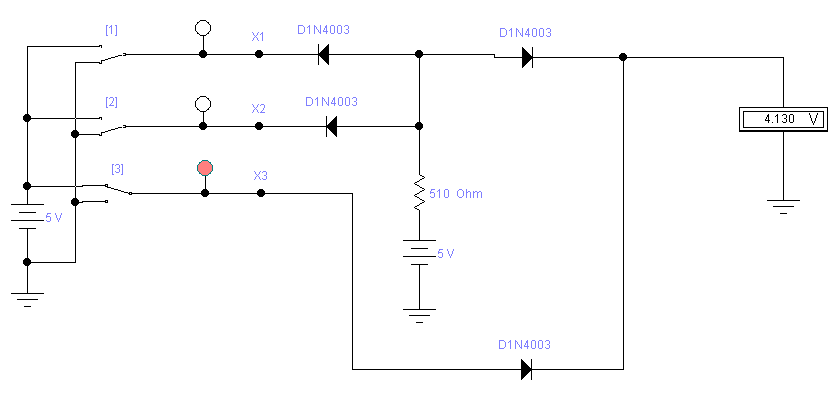 [1]
X1
D1N4003
D1N4003
[2]
X2
D1N4003
4.130 V
[3]
X3
510 Ohm
5 V
5 V
D1N4003